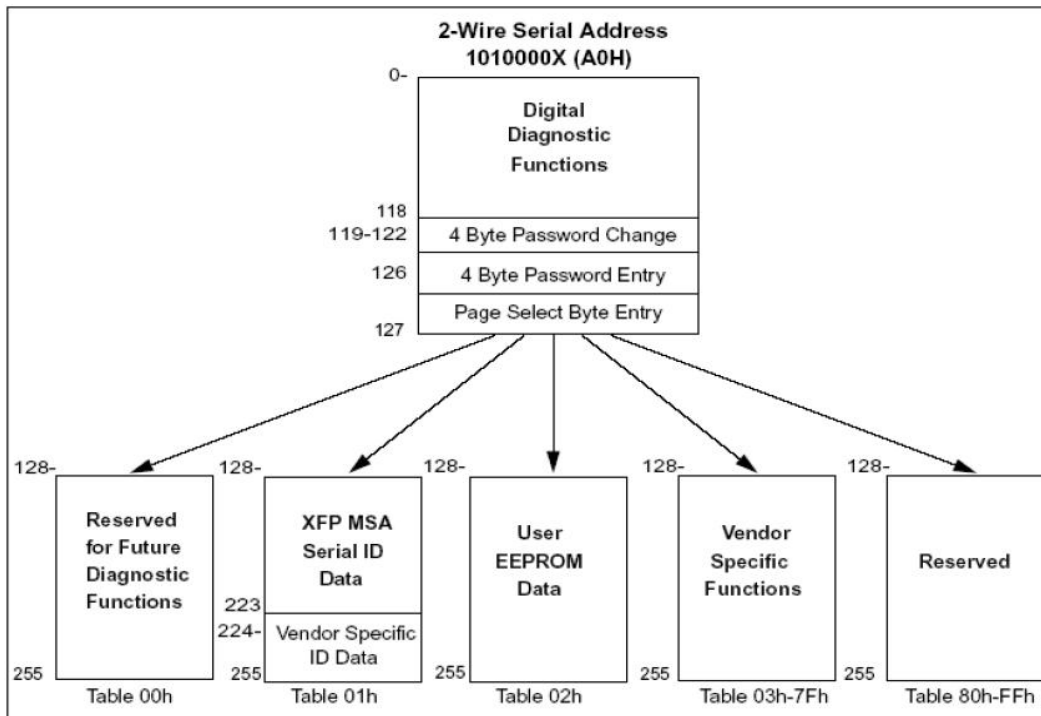 2-Wire Serial Address
1010000X (A0H)
0-
Digital
Diagnostic
Functions
118
119-122
4 Byte Password Change
126
4 Byte Password Entry
Page Select Byte Entry
127
128-
128-
128-
128-
128-
Reserved
for Future
Diagnostic
Functions
XFP MSA
Serial ID
Data
User
EEPROM
Data
Vendor
Specific
Functions
Reserved
223
224-
Vendor Specific
ID Data
255
255
255
255
255
Table 00h
Table 01h
Table 02h
Table 03h-7Fh
Table 80h-FFh